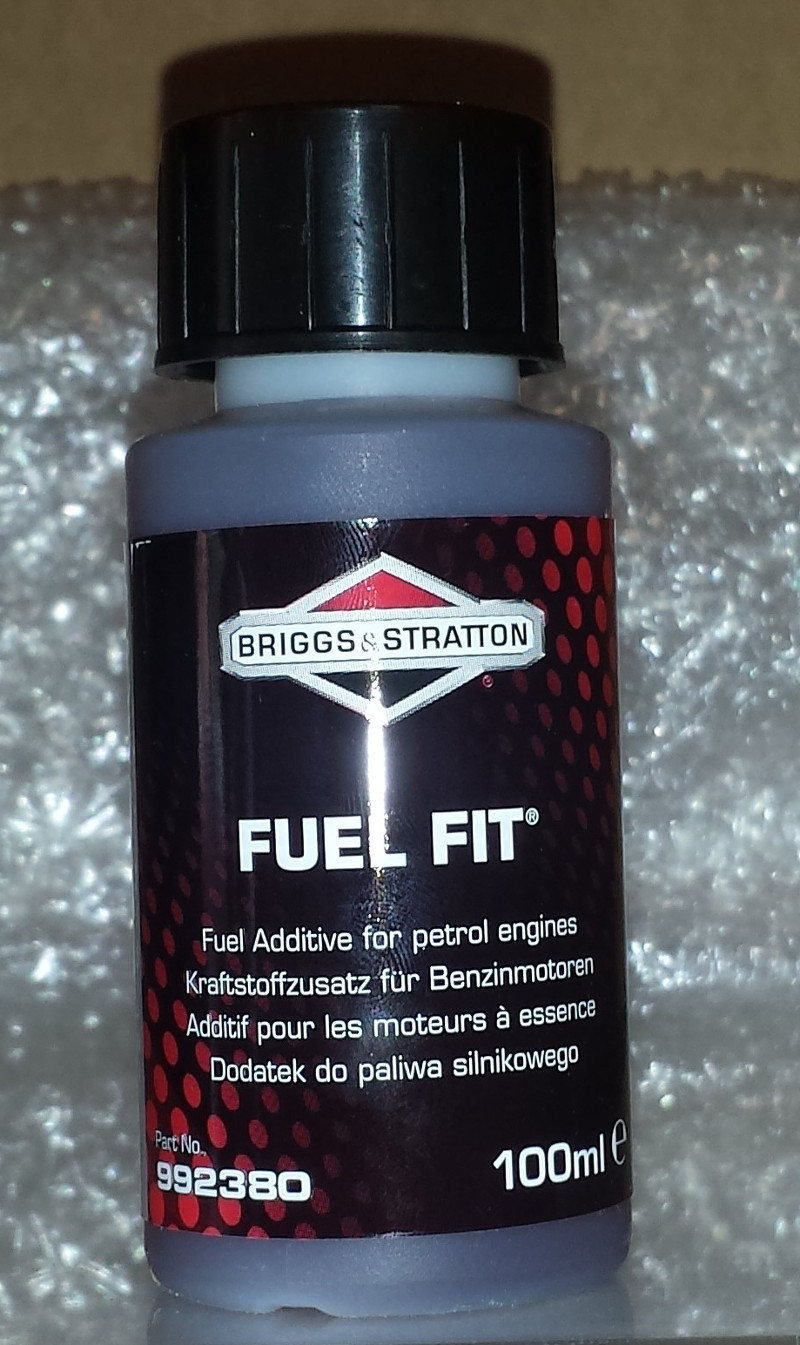 BRIGGS & STRATTON
®
FUEL FIT®
Fuel Additive for petrol engines
Kraftstoffzusatz für Benzinmotoren
Additif pour les moteurs à essence
Dodatek do paliwa silnikowego
Part No.
992380
100ml ℮